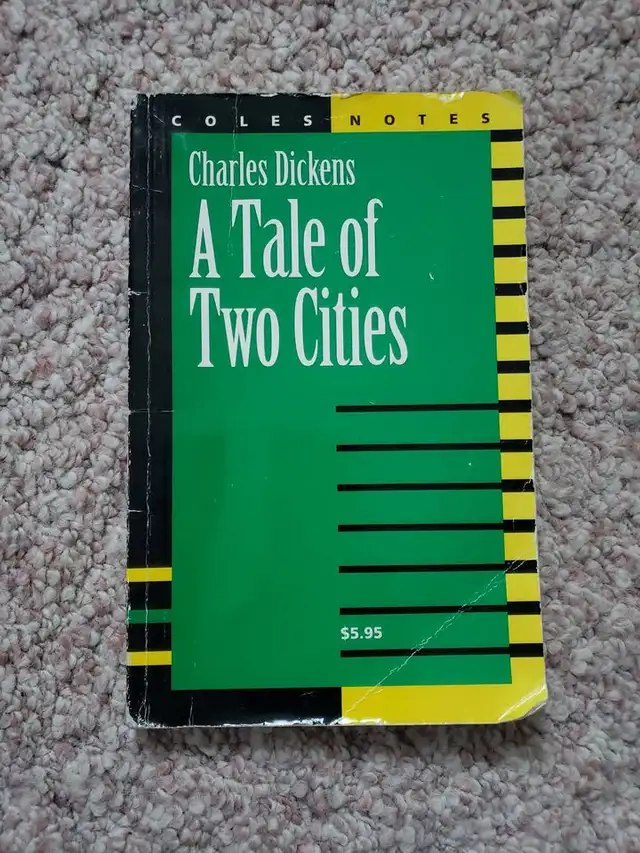 COLES NOTES
Charles Dickens
A Tale of
Two Cities
$5.95